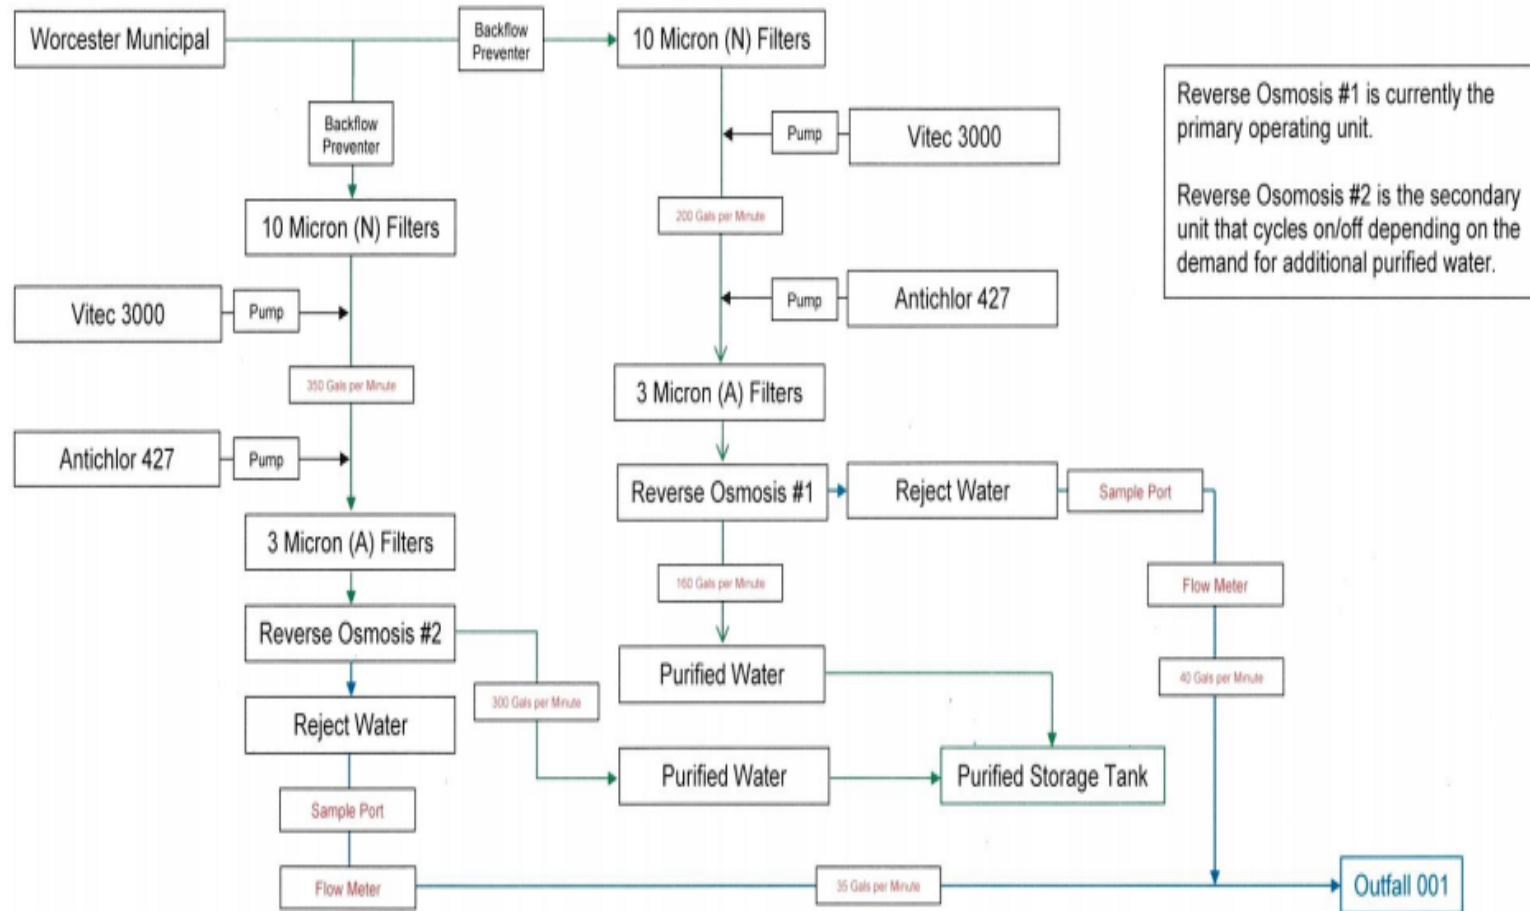 Worcester Municipal
Backflow
Preventer
10 Micron (N) Filters
Reverse Osmosis #1 is currently the
primary operating unit.
Reverse Osomosis #2 is the secondary
unit that cycles on/off depending on the
demand for additional purified water.
Backflow
Preventer
Pump
Vitec 3000
10 Micron (N) Filters
200 Gals per Minute
Vitec 3000
Pump
Pump
Antichlor 427
350 Gals per Minute
3 Micron (A) Filters
Antichlor 427
Pump
Reverse Osmosis #1
Reject Water
Sample Port
3 Micron (A) Filters
160 Gals per Minute
Flow Meter
Reverse Osmosis #2
Purified Water
40 Gals per Minute
300 Gals per Minute
Reject Water
Purified Water
Purified Storage Tank
Sample Port
Flow Meter
35 Gals per Minute
Outfall 001